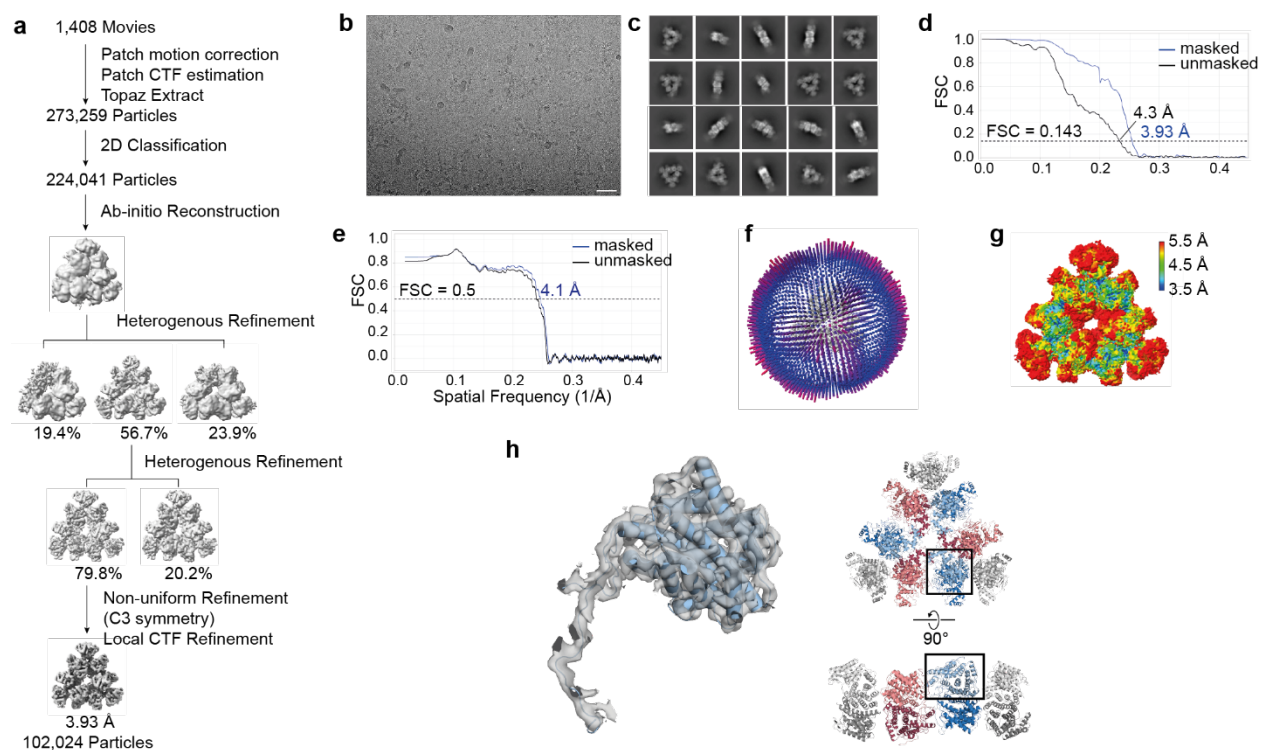 a
1,408 Movies
Patch motion correction
Patch CTF estimation
Topaz Extract
273,259 Particles
2D Classification
224,041 Particles
Ab-initio Reconstruction
Heterogenous Refinement
19.4%
56.7%
23.9%
Heterogenous Refinement
79.8%
20.2%
Non-uniform Refinement
(C3 symmetry)
Local CTF Refinement
3.93 Å
102,024 Particles
b
c
d
1.0
0.8
0.6
0.4
0.2
0.0
FSC
masked
unmasked
4.3 Å
3.93 Å
FSC = 0.143
0.0
0.1
0.2
0.3
0.4
e
1.0
0.8
0.6
0.4
0.2
0.0
FSC
masked
unmasked
FSC = 0.5
4.1 Å
0.0
0.1
0.2
0.3
0.4
Spatial Frequency (1/Å)
f
g
5.5 Å
4.5 Å
3.5 Å
h
90°